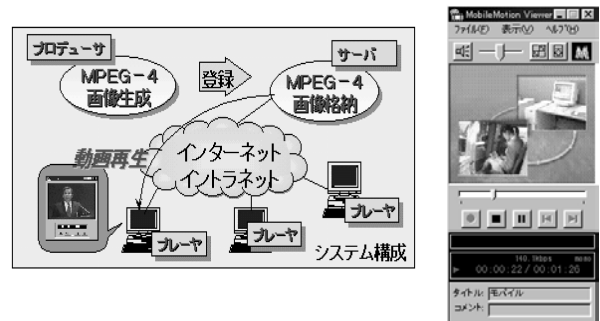 プロデューサ
MPEG－4
画像生成
登録
サーバ
MPEG－4
画像格納
動画再生
インターネット
イントラネット
プレーヤ
プレーヤ
プレーヤ
システム構成
MobileMotion Viewer
ファイル(F) 表示(V) ヘルプ(H)
M
140.1kbps mono
00:00:22/00:01:26
タイトル: モバイル
コメント: